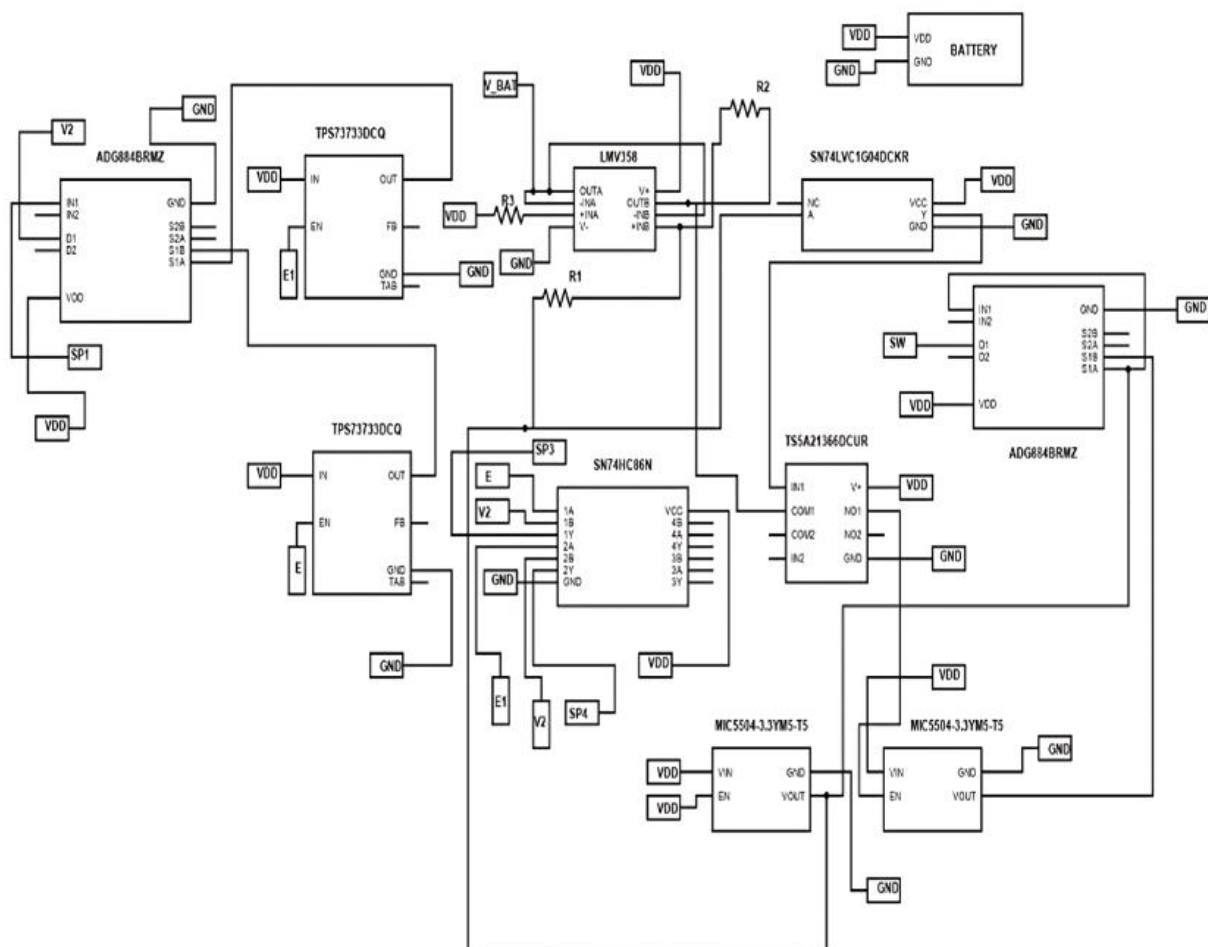 VDD
VDD
BATTERY
GND
GND
V_BAT
VDD
R2
GND
V2
TPS73733DCQ
ADG884BRMZ
LMV358
SN74LVC1G04DCKR
VDD
IN
OUT
OUTA
V+
-INA
OUTB
+INA
-INB
V-
+INB
R3
VDD
GND
NC
A
VCC
Y
GND
VDD
GND
IN1
IN2
D1
D2
VDD
GND
S2B
S2A
S1B
S1A
EN
FB
GND
TAB
GND
E1
R1
SP1
VDD
IN1
IN2
D1
D2
VDD
GND
S2B
S2A
S1B
S1A
GND
SW
VDD
ADG884BRMZ
TPS73733DCQ
VDD
IN
OUT
EN
FB
GND
TAB
E
GND
SP3
SN74HC86N
E
V2
GND
1A
1B
1Y
2A
2B
2Y
GND
VCC
4B
4A
4Y
3B
3A
3Y
VDD
E1
V2
SP4
TS5A21366DCUR
IN1
COM1
COM2
IN2
V+
NO1
NO2
GND
VDD
GND
VDD
MIC5504-3.3YM5-T5
MIC5504-3.3YM5-T5
VDD
VDD
VIN
GND
EN
VOUT
VIN
GND
EN
VOUT
GND
GND